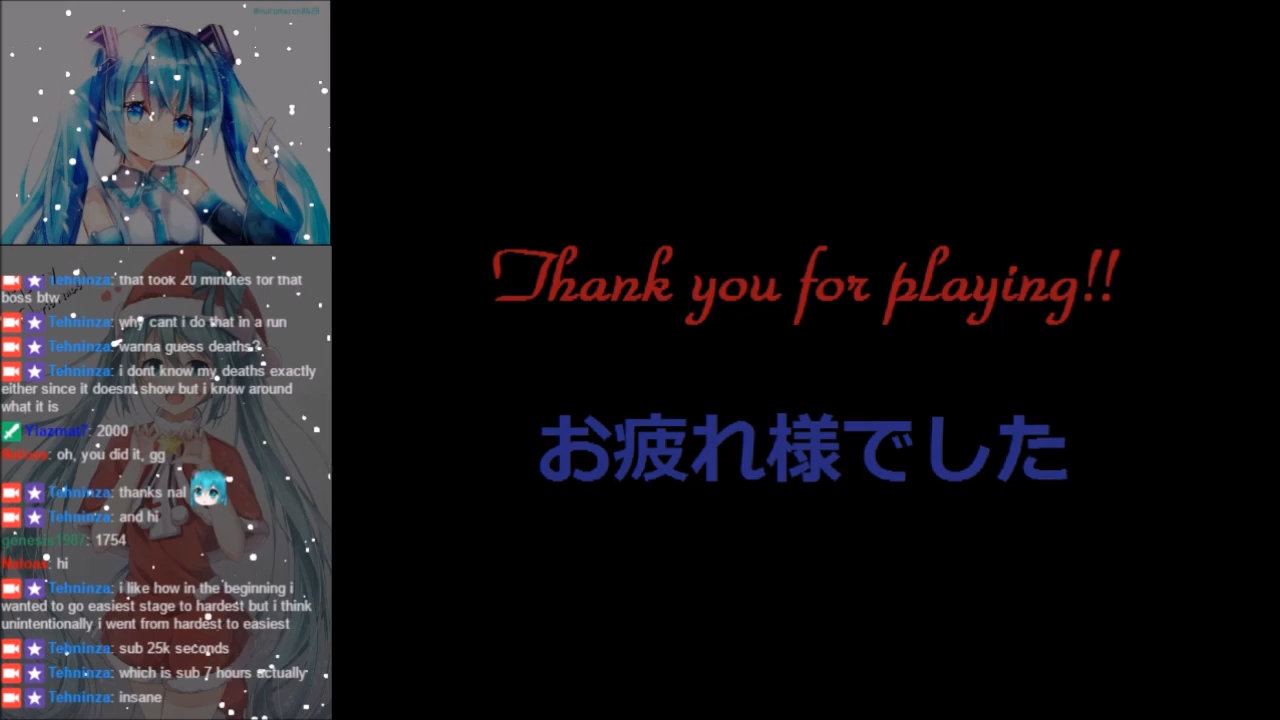 Tehninza: that took 20 minutes for that
boss btw
Tehninza: why cant i do that in a run
Tehninza: wanna guess deaths?
Tehninza: i dont know my deaths exactly
either since it doesnt show but i know around
what it is
Ylazmat7: 2000
Naloas: oh, you did it, gg
Tehninza: thanks nal
Tehninza: and hi
genesis1987: 1754
Naloas: hi
Tehninza: i like how in the beginning i
wanted to go easiest stage to hardest but i think
unintentionally i went from hardest to easiest
Tehninza: sub 25k seconds
Tehninza: which is sub 7 hours actually
Tehninza: insane
Thank you for playing!!
お疲れ様でした